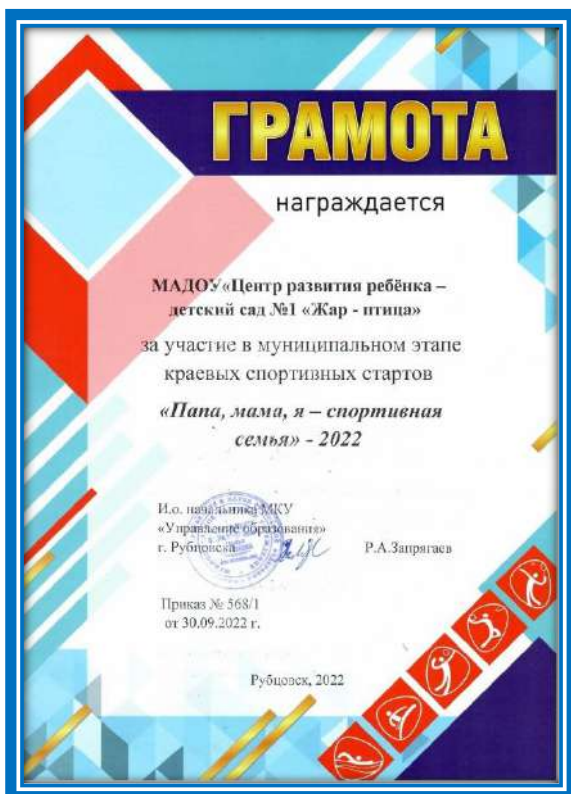 ГРАМОТА
награждается
МАДОУ«Центр развития ребёнка –
детский сад №1 «Жар - птица»
за участие в муниципальном этапе
краевых спортивных стартов
«Папа, мама, я – спортивная
семья» - 2022
И.о. начальника МКУ
«Управление образования»
г. Рубцовска
Р.А.Запрягаев
Приказ № 568/1
от 30.09.2022 г.
Рубцовск, 2022